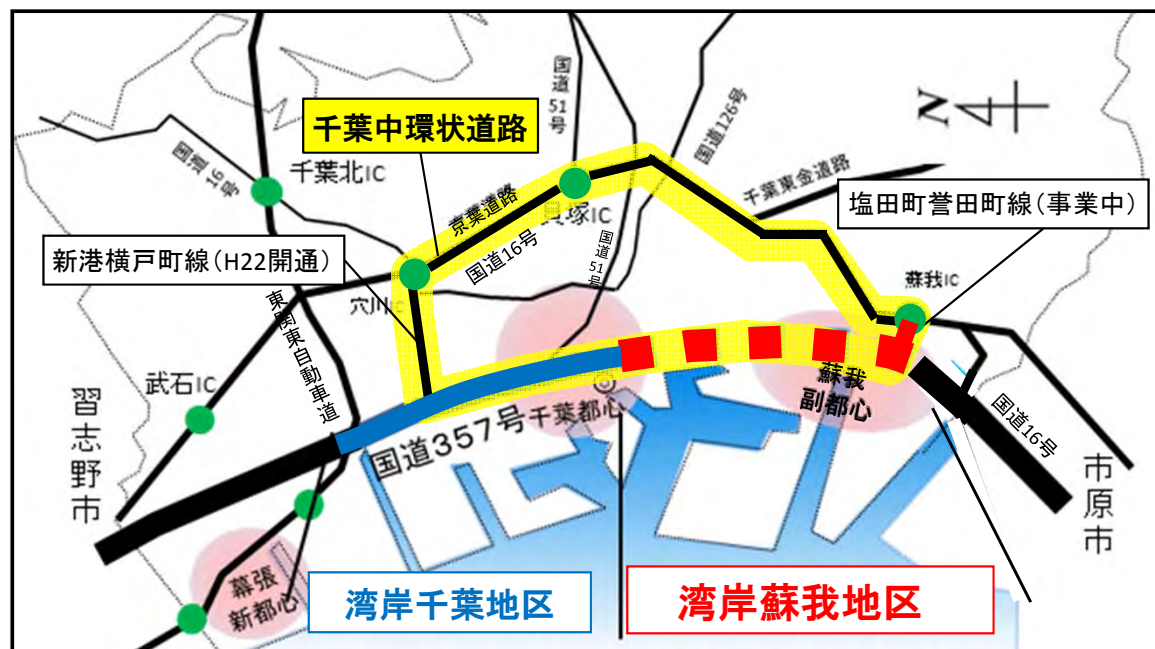 国道51号
国道126号
千葉中環状道路
国道16号
千葉北IC
N
千葉東金道路
塩田町誉田町線(事業中)
京葉道路
貝塚IC
国道16号
国道51号
新港横戸町線(H22開通)
蘇我IC
穴川IC
東関東自動車道
武石IC
蘇我
副都心
習志野市
国道357号
千葉都心
国道16号
市原市
幕張
新都心
湾岸千葉地区
湾岸蘇我地区